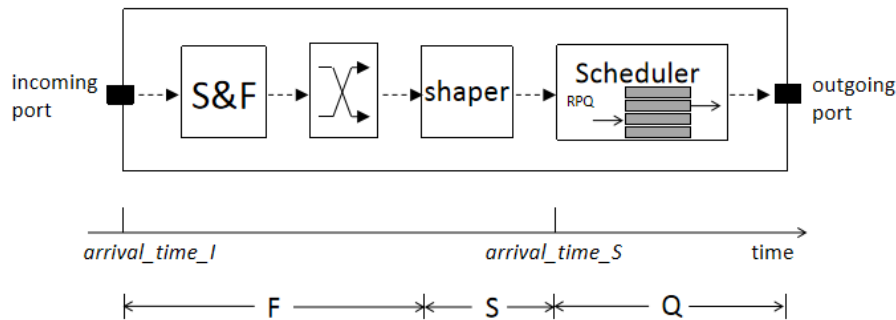 incoming
port
S&F
shaper
Scheduler
RPQ
outgoing
port
arrival_time_I
arrival_time_S
time
F
S
Q